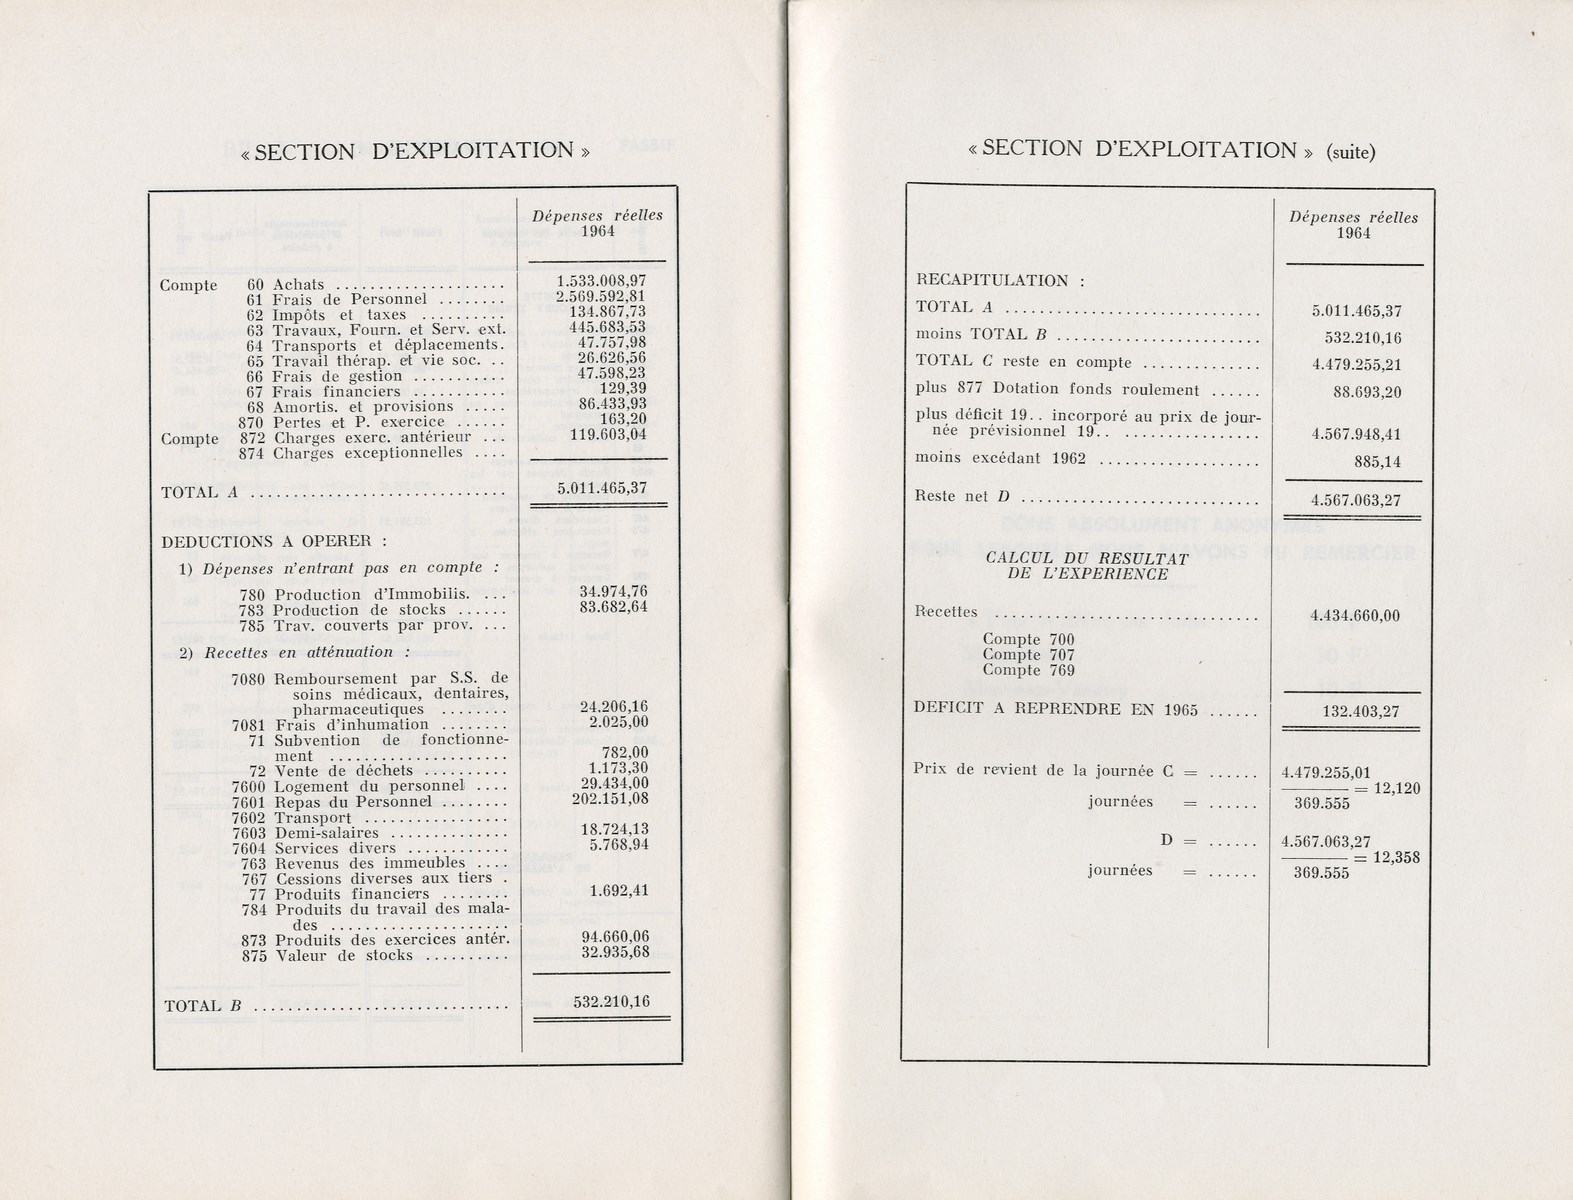 « SECTION D'EXPLOITATION »
Dépenses réelles
1964
Compte 60 Achats .................... 1.533.008,97
61 Frais de Personnel ........ 2.569.592,81
62 Impôts et taxes .......... 134.867,73
63 Travaux, Fourn. et Serv. ext. 445.683,53
64 Transports et déplacements. 47.757,98
65 Travail thérap. et vie soc. .. 26.626,56
66 Frais de gestion ........... 47.598,23
67 Frais financiers ........... 129,39
68 Amortis. et provisions ..... 86.433,93
870 Pertes et P. exercice ...... 163,20
Compte 872 Charges exerc. antérieur ... 119.603,04
874 Charges exceptionnelles ....
TOTAL A ............................. 5.011.465,37
DEDUCTIONS A OPERER :
1) Dépenses n'entrant pas en compte :
780 Production d'Immobilis. ... 34.974,76
783 Production de stocks ...... 83.682,64
785 Trav. couverts par prov. ...
2) Recettes en atténuation :
7080 Remboursement par S.S. de
soins médicaux, dentaires,
pharmaceutiques ........ 24.206,16
7081 Frais d'inhumation ........ 2.025,00
71 Subvention de fonctionne-
ment .................... 782,00
72 Vente de déchets .......... 1.173,30
7600 Logement du personnel .... 29.434,00
7601 Repas du Personnel ........ 202.151,08
7602 Transport ................
7603 Demi-salaires .............. 18.724,13
7604 Services divers ............ 5.768,94
763 Revenus des immeubles ....
767 Cessions diverses aux tiers .
77 Produits financiers ........ 1.692,41
784 Produits du travail des mala-
des ....................
873 Produits des exercices antér. 94.660,06
875 Valeur de stocks .......... 32.935,68
TOTAL B ............................. 532.210,16
« SECTION D'EXPLOITATION » (suite)
Dépenses réelles
1964
RECAPITULATION :
TOTAL A ............................. 5.011.465,37
moins TOTAL B ....................... 532.210,16
TOTAL C reste en compte ............. 4.479.255,21
plus 877 Dotation fonds roulement ...... 88.693,20
plus déficit 19.. incorporé au prix de jour-
née prévisionnel 19.. ................ 4.567.948,41
moins excédant 1962 .................. 885,14
Reste net D ........................... 4.567.063,27
CALCUL DU RESULTAT
DE L'EXPERIENCE
Recettes .............................. 4.434.660,00
Compte 700
Compte 707
Compte 769
DEFICIT A REPRENDRE EN 1965 ...... 132.403,27
Prix de revient de la journée C = ...... 4.479.255,01
= 12,120
journées = ...... 369.555
D = ...... 4.567.063,27
= 12,358
journées = ...... 369.555